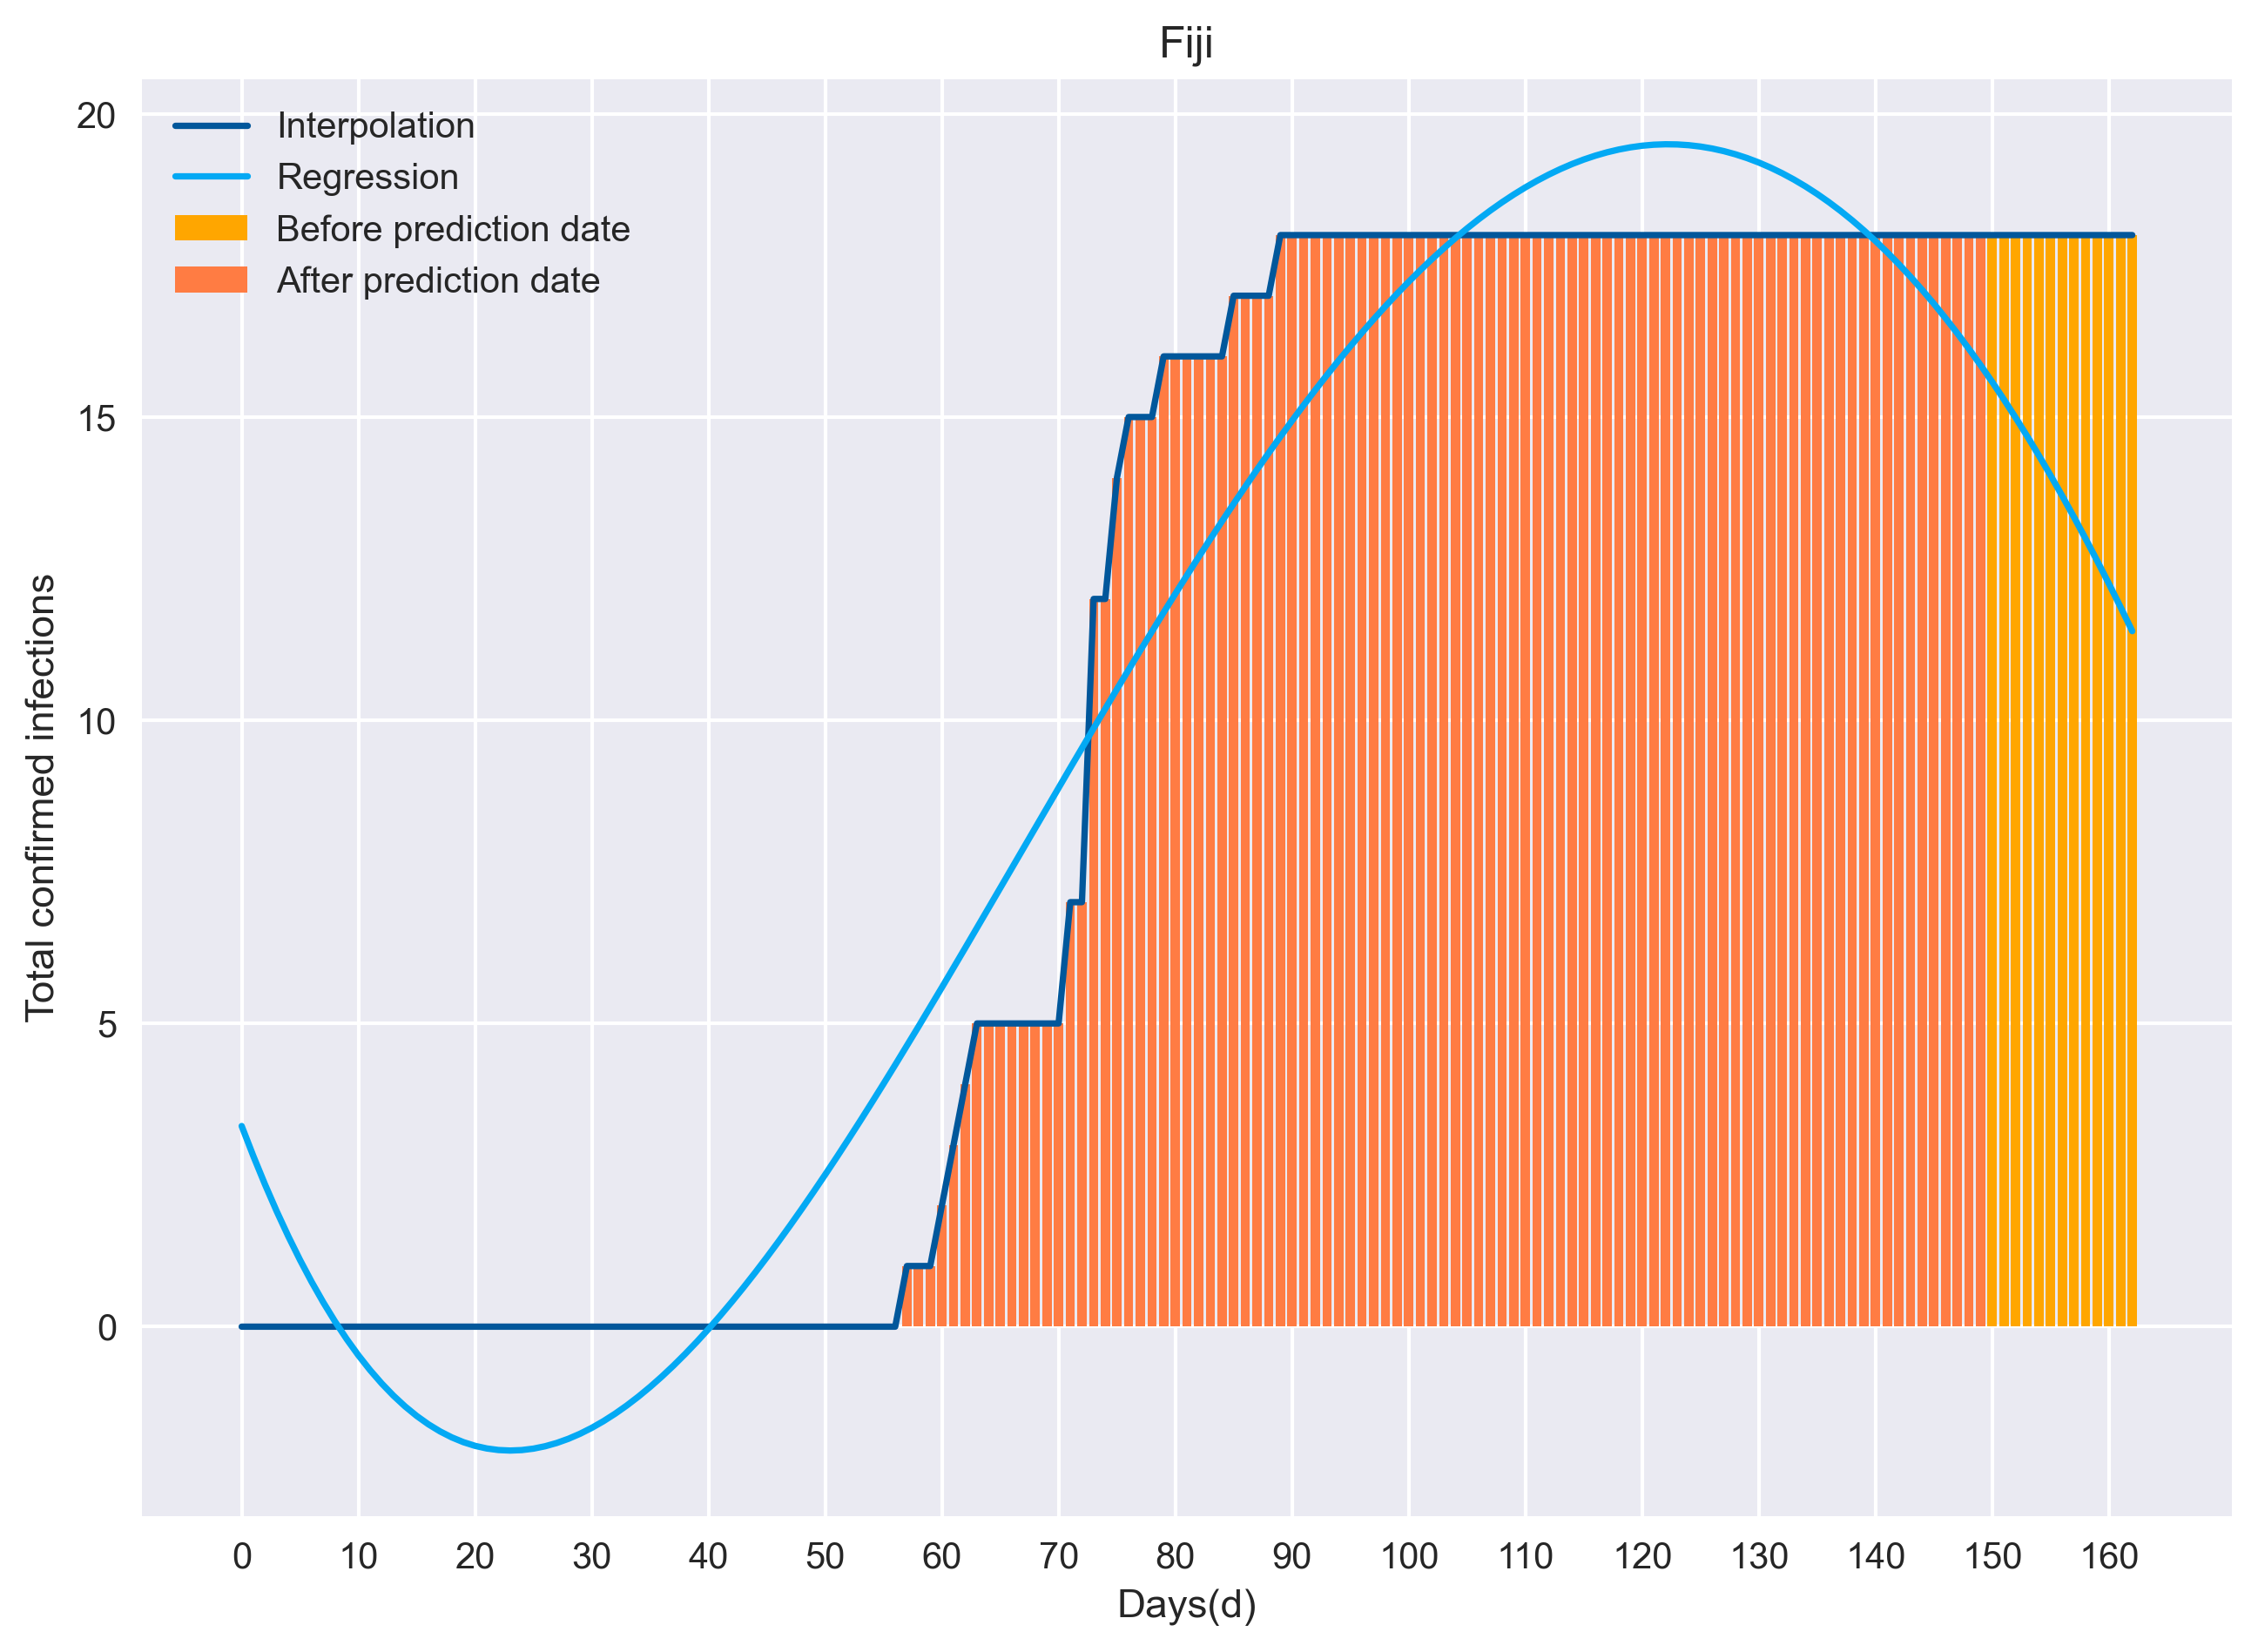 Fiji
Interpolation
Regression
Before prediction date
After prediction date
Total confirmed infections
20
15
10
5
0
0 10 20 30 40 50 60 70 80 90 100 110 120 130 140 150 160
Days(d)